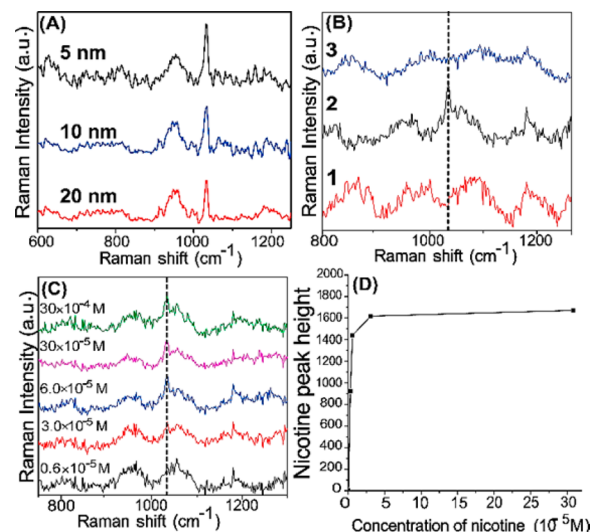 (A)
5 nm
10 nm
20 nm
Raman Intensity (a.u.)
600 800 1000 1200
Raman shift (cm⁻¹)
(B)
3
2
1
Raman Intensity (a.u.)
800 1000 1200
Raman shift (cm⁻¹)
(C)
30×10⁻⁴ M
30×10⁻⁵ M
6.0×10⁻⁵ M
3.0×10⁻⁵ M
0.6×10⁻⁵ M
Raman Intensity (a.u.)
800 1000 1200
Raman shift (cm⁻¹)
(D)
Nicotine peak height
2000
1800
1600
1400
1200
1000
800
600
400
200
0
0 5 10 15 20 25 30
Concentration of nicotine (10⁻⁵M)